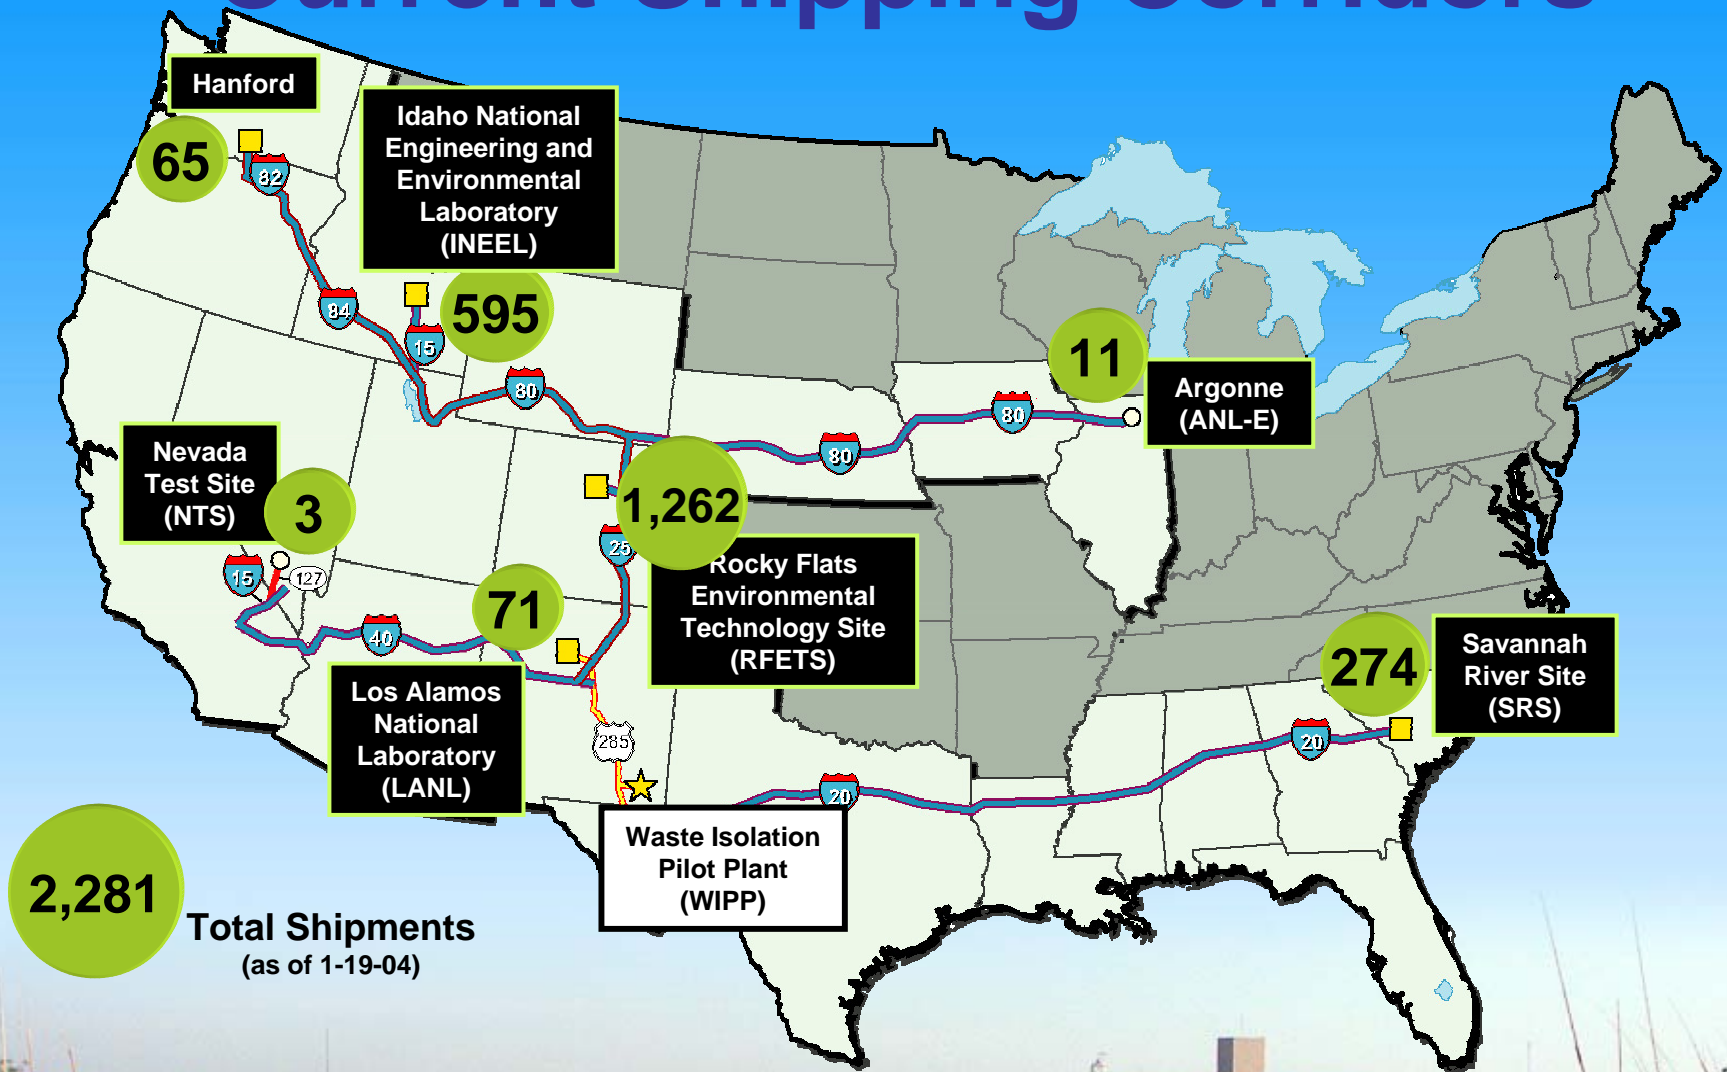 Current Shipping Corridors
Hanford
65
82
Idaho National
Engineering and
Environmental
Laboratory
(INEEL)
595
84
15
80
11
Argonne
(ANL-E)
80
80
Nevada
Test Site
(NTS)
3
15
127
1,262
25
Rocky Flats
Environmental
Technology Site
(RFETS)
71
40
Los Alamos
National
Laboratory
(LANL)
285
274
Savannah
River Site
(SRS)
20
20
Waste Isolation
Pilot Plant
(WIPP)
2,281
Total Shipments
(as of 1-19-04)